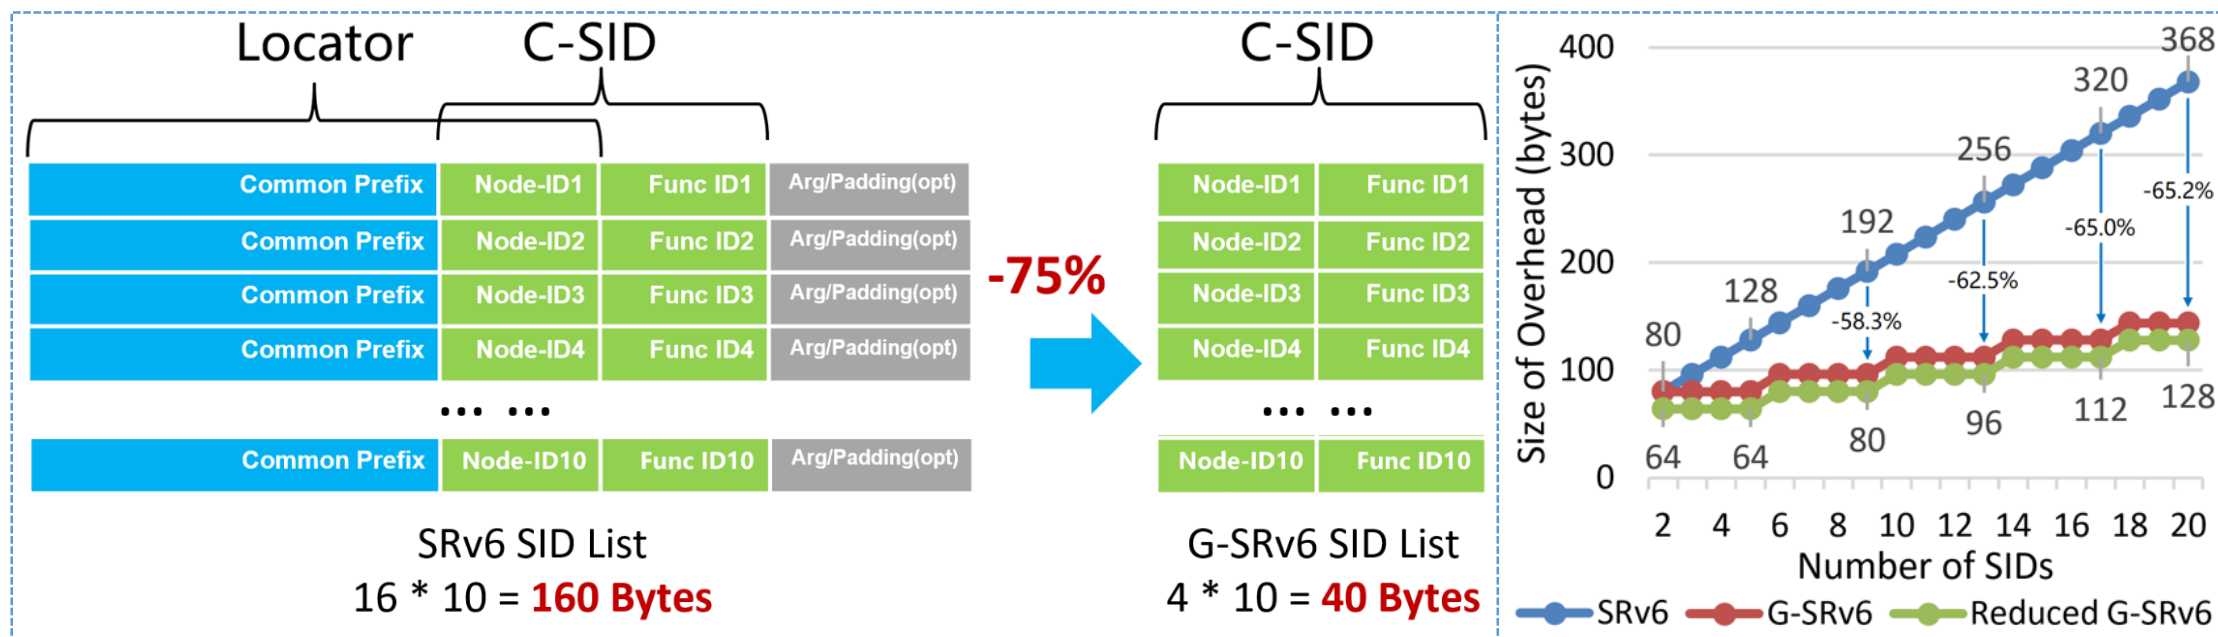 Locator C-SID
Common Prefix Node-ID1 Func ID1 Arg/Padding(opt)
Common Prefix Node-ID2 Func ID2 Arg/Padding(opt)
Common Prefix Node-ID3 Func ID3 Arg/Padding(opt)
Common Prefix Node-ID4 Func ID4 Arg/Padding(opt)
... ...
Common Prefix Node-ID10 Func ID10 Arg/Padding(opt)
SRv6 SID List
16 * 10 = 160 Bytes
-75%
C-SID
Node-ID1 Func ID1
Node-ID2 Func ID2
Node-ID3 Func ID3
Node-ID4 Func ID4
... ...
Node-ID10 Func ID10
G-SRv6 SID List
4 * 10 = 40 Bytes
Size of Overhead (bytes)
400
300
200
100
0
80
128
192
256
320
368
-58.3%
-62.5%
-65.0%
-65.2%
64
64
80
96
112
128
2 4 6 8 10 12 14 16 18 20
Number of SIDs
SRv6 G-SRv6 Reduced G-SRv6